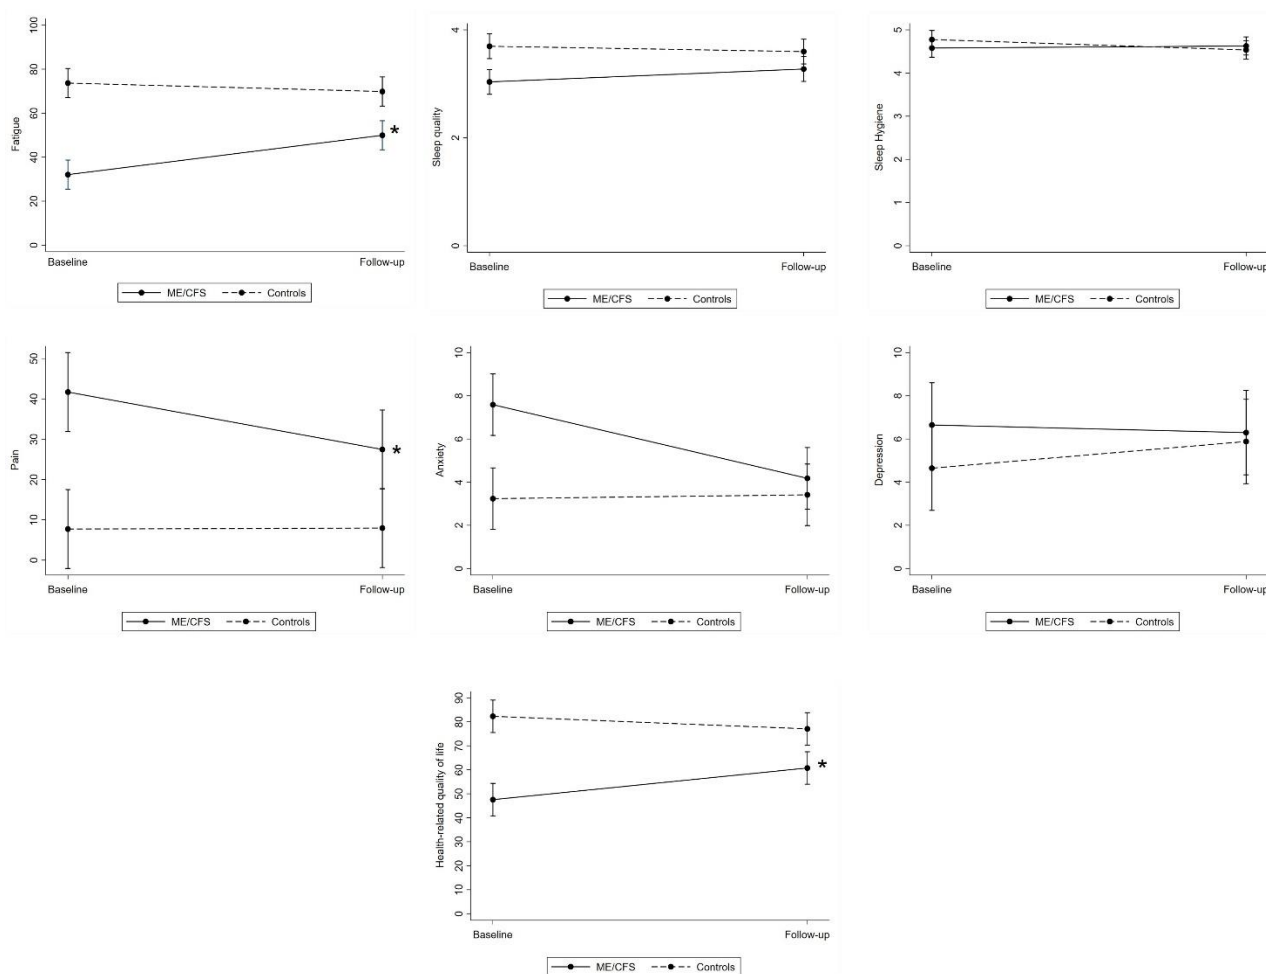 100
80
60
40
20
0
Fatigue
Baseline Follow-up
ME/CFS Controls
*
4
2
0
Sleep quality
Baseline Follow-up
ME/CFS Controls
5
4
3
2
1
0
Sleep Hygiene
Baseline Follow-up
ME/CFS Controls
50
40
30
20
10
0
Pain
Baseline Follow-up
ME/CFS Controls
*
10
8
6
4
2
0
Anxiety
Baseline Follow-up
ME/CFS Controls
10
8
6
4
2
0
Depression
Baseline Follow-up
ME/CFS Controls
90
80
70
60
50
40
30
20
10
0
Health-related quality of life
Baseline Follow-up
ME/CFS Controls
*